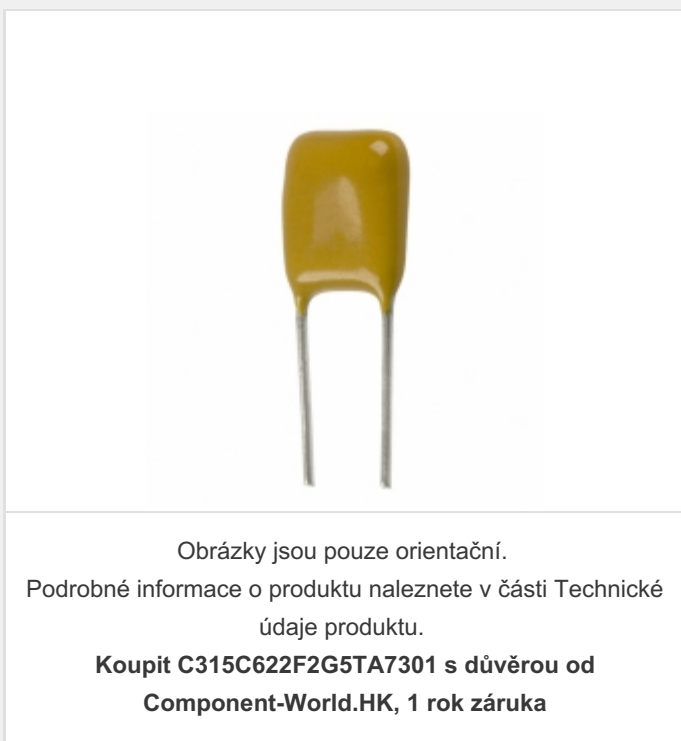 Obrázky jsou pouze orientační.
Podrobné informace o produktu naleznete v části Technické
údaje produktu.
Koupit C315C622F2G5TA7301 s důvěrou od
Component-World.HK, 1 rok záruka